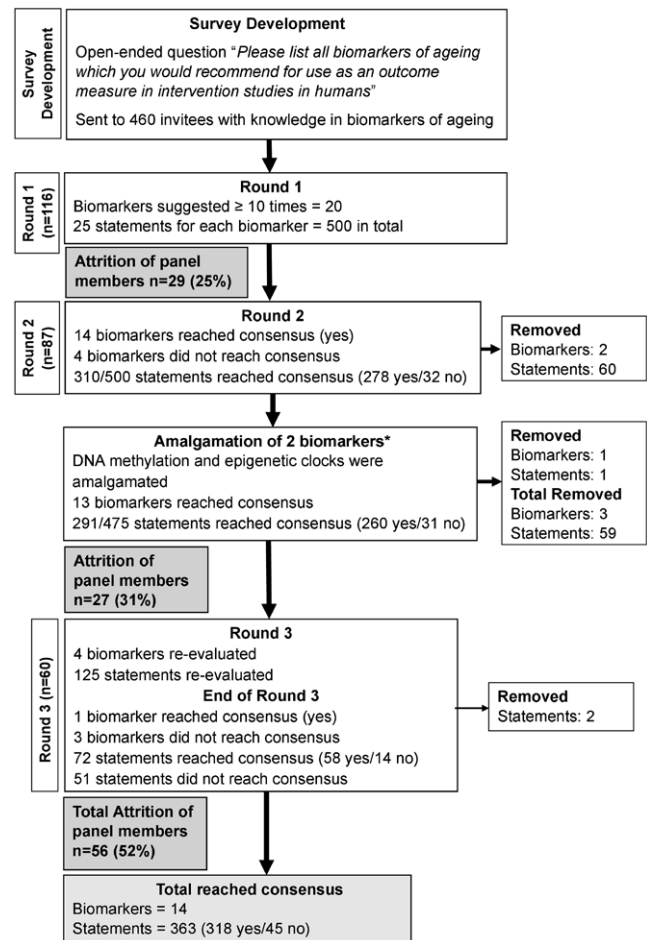 Survey Development
Survey Development
Open-ended question “Please list all biomarkers of ageing
which you would recommend for use as an outcome
measure in intervention studies in humans”
Sent to 460 invitees with knowledge in biomarkers of ageing
Round 1 (n=116)
Round 1
Biomarkers suggested ≥ 10 times = 20
25 statements for each biomarker = 500 in total
Attrition of panel
members n=29 (25%)
Round 2 (n=87)
Round 2
14 biomarkers reached consensus (yes)
4 biomarkers did not reach consensus
310/500 statements reached consensus (278 yes/32 no)
Removed
Biomarkers: 2
Statements: 60
Amalgamation of 2 biomarkers*
DNA methylation and epigenetic clocks were
amalgamated
13 biomarkers reached consensus
291/475 statements reached consensus (260 yes/31 no)
Removed
Biomarkers: 1
Statements: 1
Total Removed
Biomarkers: 3
Statements: 59
Attrition of
panel members
n=27 (31%)
Round 3 (n=60)
Round 3
4 biomarkers re-evaluated
125 statements re-evaluated
End of Round 3
1 biomarker reached consensus (yes)
3 biomarkers did not reach consensus
72 statements reached consensus (58 yes/14 no)
51 statements did not reach consensus
Removed
Statements: 2
Total Attrition of
panel members
n=56 (52%)
Total reached consensus
Biomarkers = 14
Statements = 363 (318 yes/45 no)